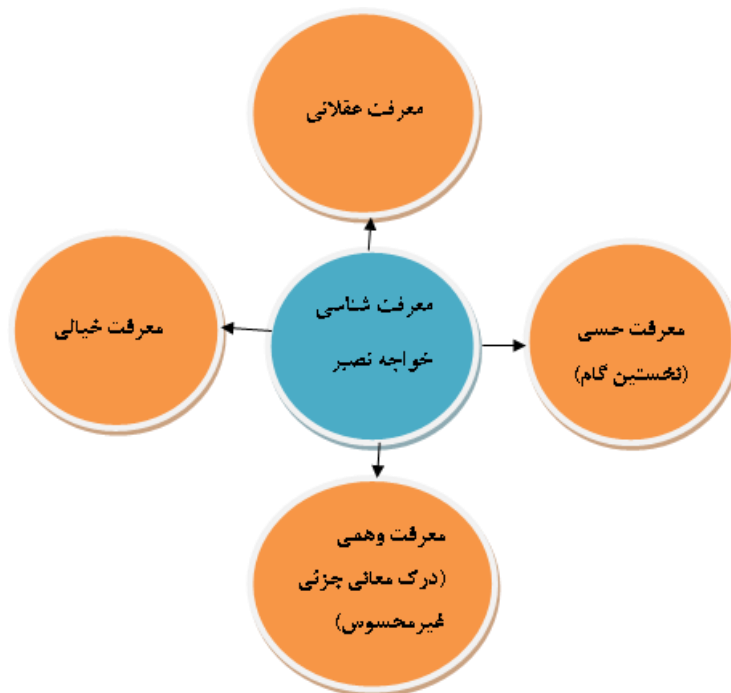 معرفت عقلانی
معرفت شناسی
خواجه نصیر
معرفت حسی
(نخستین گام)
معرفت خیالی
معرفت وهمی
(درک معانی جزئی
غیرمحسوس)